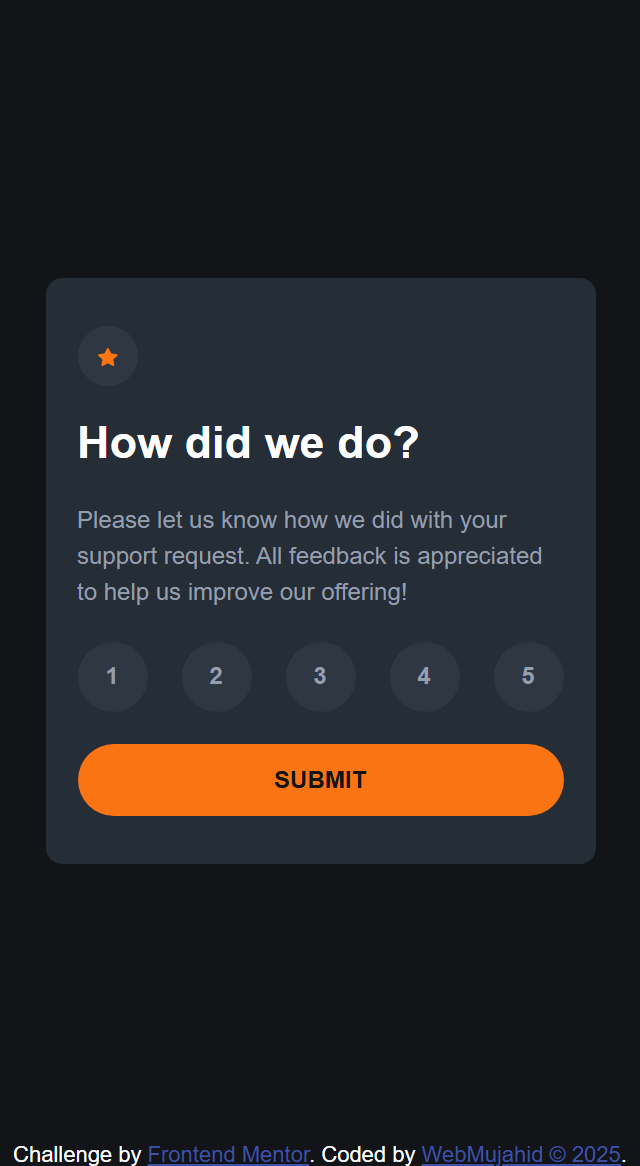 How did we do?
Please let us know how we did with your
support request. All feedback is appreciated
to help us improve our offering!
1 2 3 4 5
SUBMIT
Challenge by Frontend Mentor. Coded by WebMujahid © 2025.